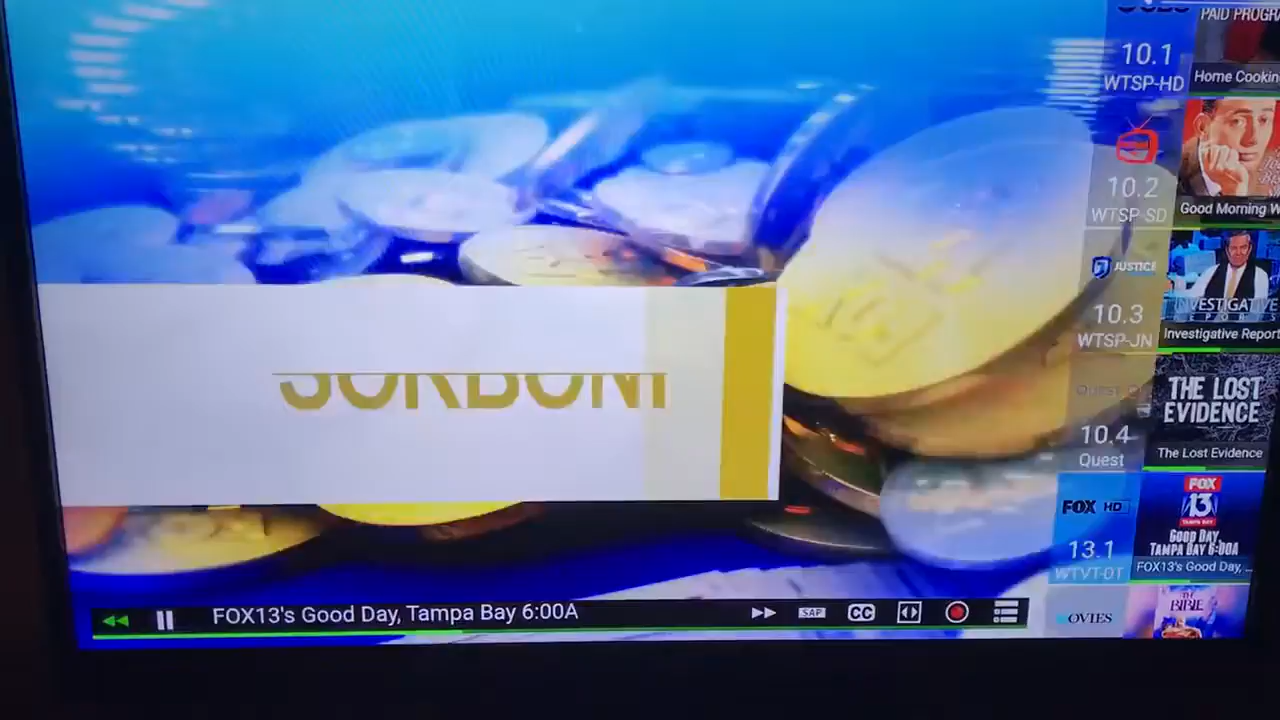 PAID PROGR
10.1
WTSP-HD
Home Cookin
10.2
WTSP-SD
Good Morning W
JUSTICE
10.3
WTSP-JN
INVESTIGATIVE
REPORTS
Investigative Report
THE LOST
EVIDENCE
10.4
Quest
The Lost Evidence
FOX HD
13.1
WTVT-DT
FOX
13
TAMPA BAY
GOOD DAY,
TAMPA BAY 6:00A
FOX13's Good Day, ...
OVIES
THE
BIBLE
FOX13's Good Day, Tampa Bay 6:00A
SAP
CC